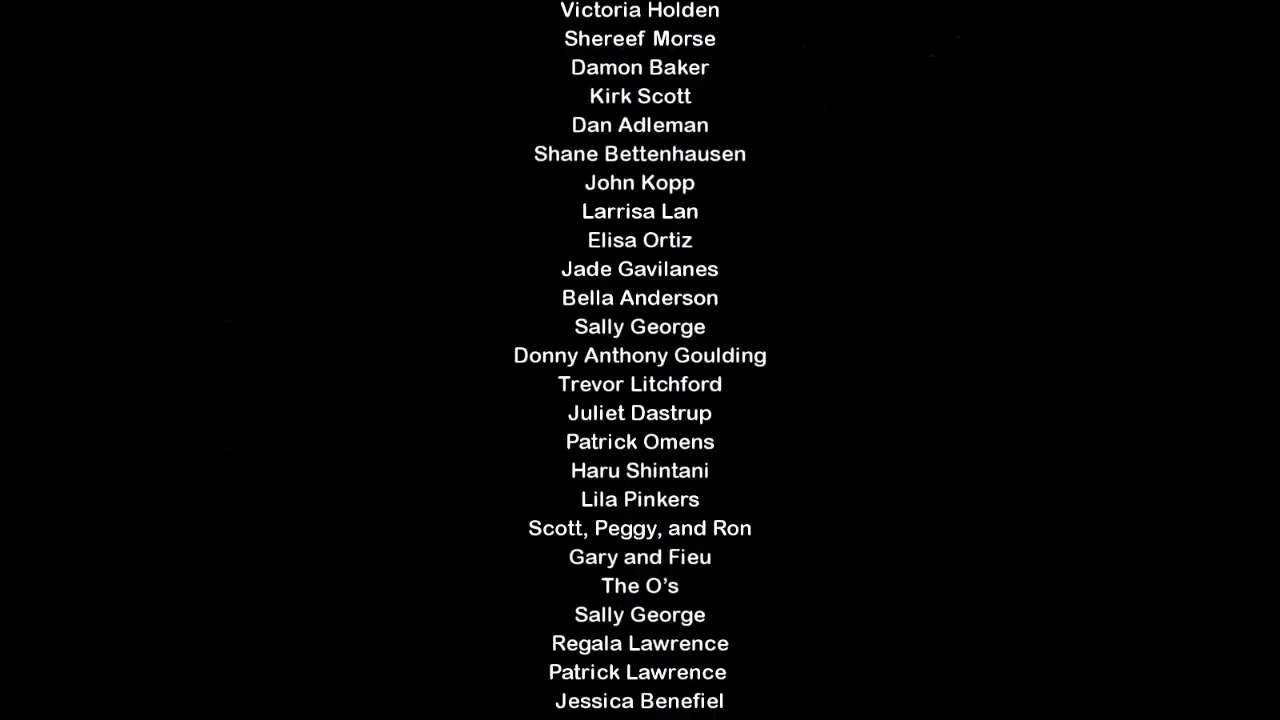 Victoria Holden
Shereef Morse
Damon Baker
Kirk Scott
Dan Adleman
Shane Bettenhausen
John Kopp
Larrisa Lan
Elisa Ortiz
Jade Gavilanes
Bella Anderson
Sally George
Donny Anthony Goulding
Trevor Litchford
Juliet Dastrup
Patrick Omens
Haru Shintani
Lila Pinkers
Scott, Peggy, and Ron
Gary and Fieu
The O’s
Sally George
Regala Lawrence
Patrick Lawrence
Jessica Benefiel